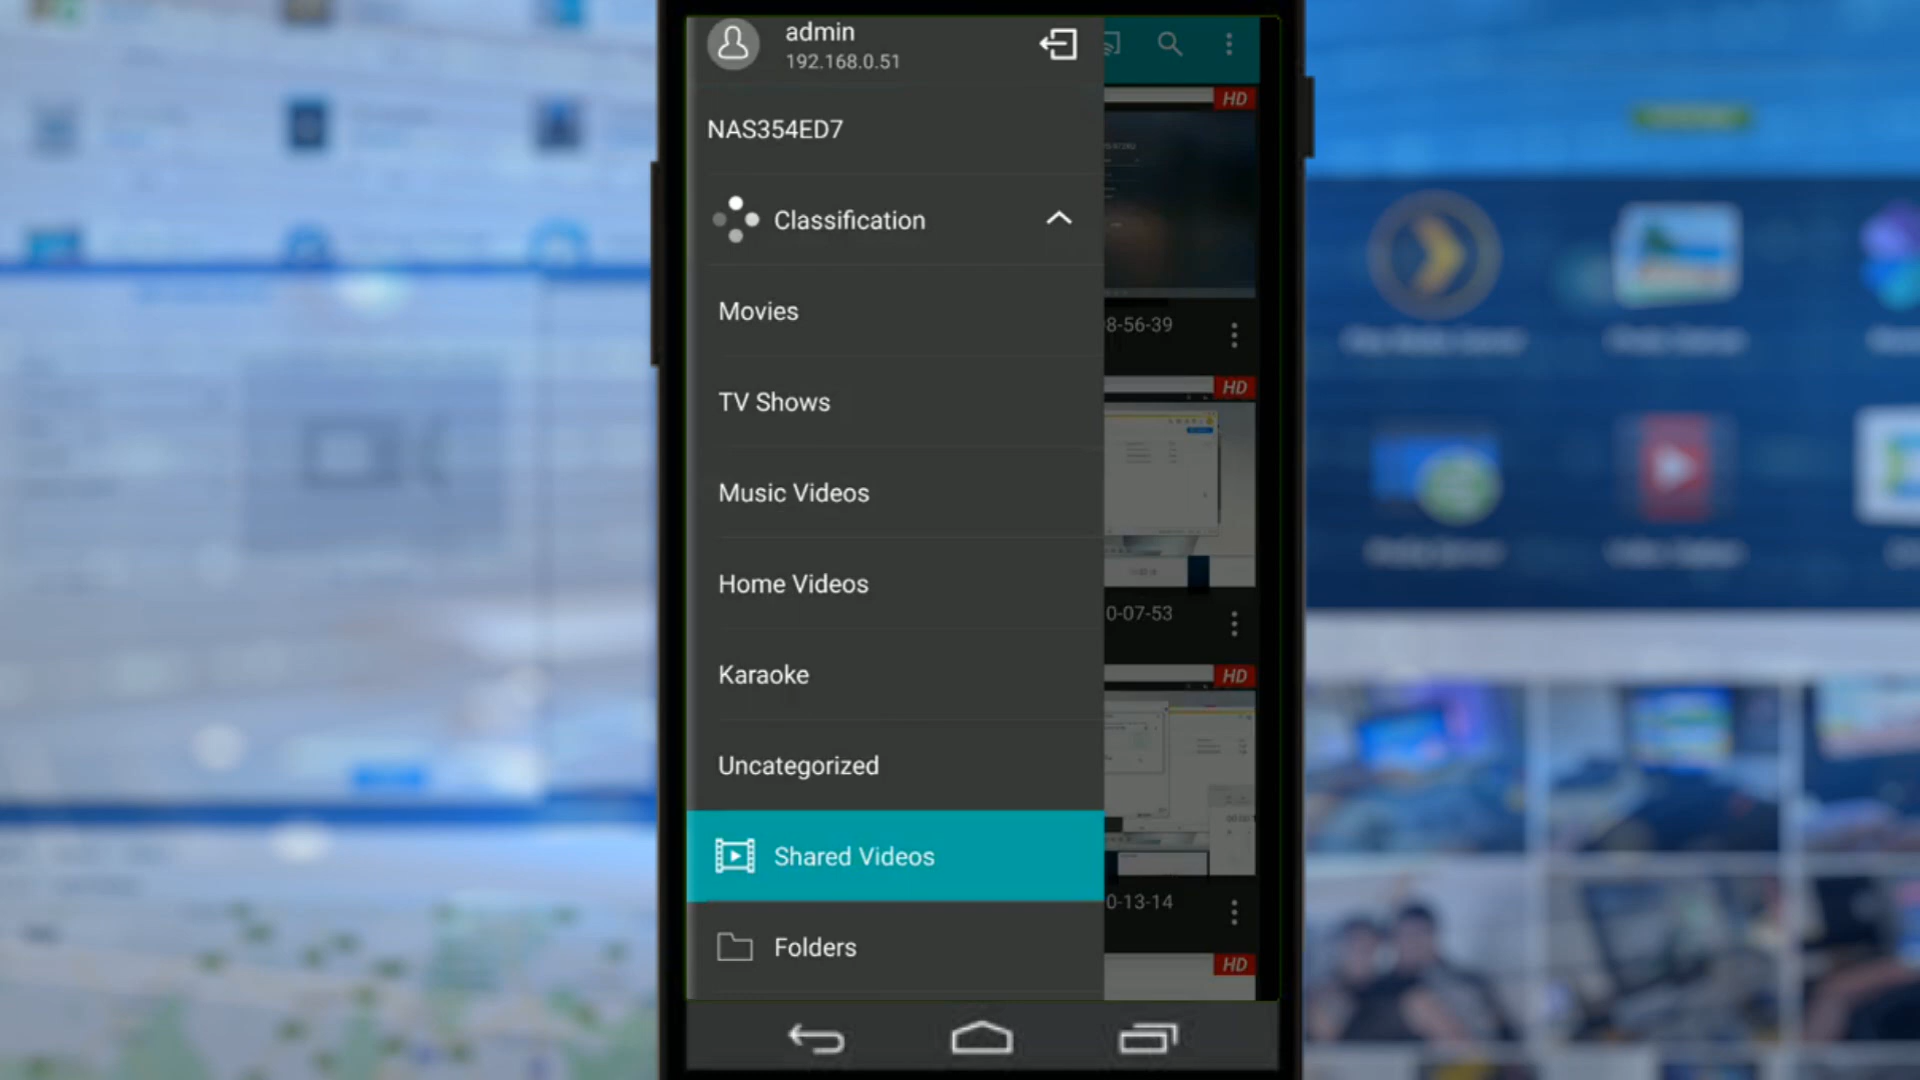 admin
192.168.0.51
NAS354ED7
Classification
Movies
TV Shows
Music Videos
Home Videos
Karaoke
Uncategorized
Shared Videos
Folders
HD
8-56-39
HD
0-07-53
HD
0-13-14
HD